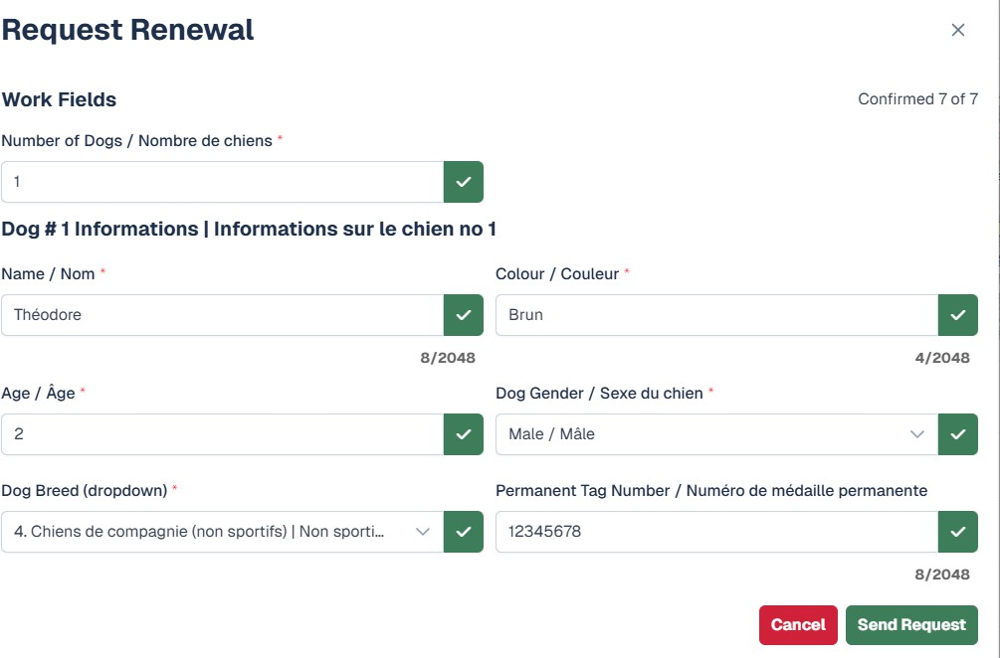 Request Renewal
Work Fields
Confirmed 7 of 7
Number of Dogs / Nombre de chiens *
1
Dog # 1 Informations | Informations sur le chien no 1
Name / Nom *
Colour / Couleur *
Théodore
Brun
8/2048
4/2048
Age / Âge *
Dog Gender / Sexe du chien *
2
Male / Mâle
Dog Breed (dropdown) *
Permanent Tag Number / Numéro de médaille permanente
4. Chiens de compagnie (non sportifs) | Non sporti...
12345678
8/2048
Cancel
Send Request